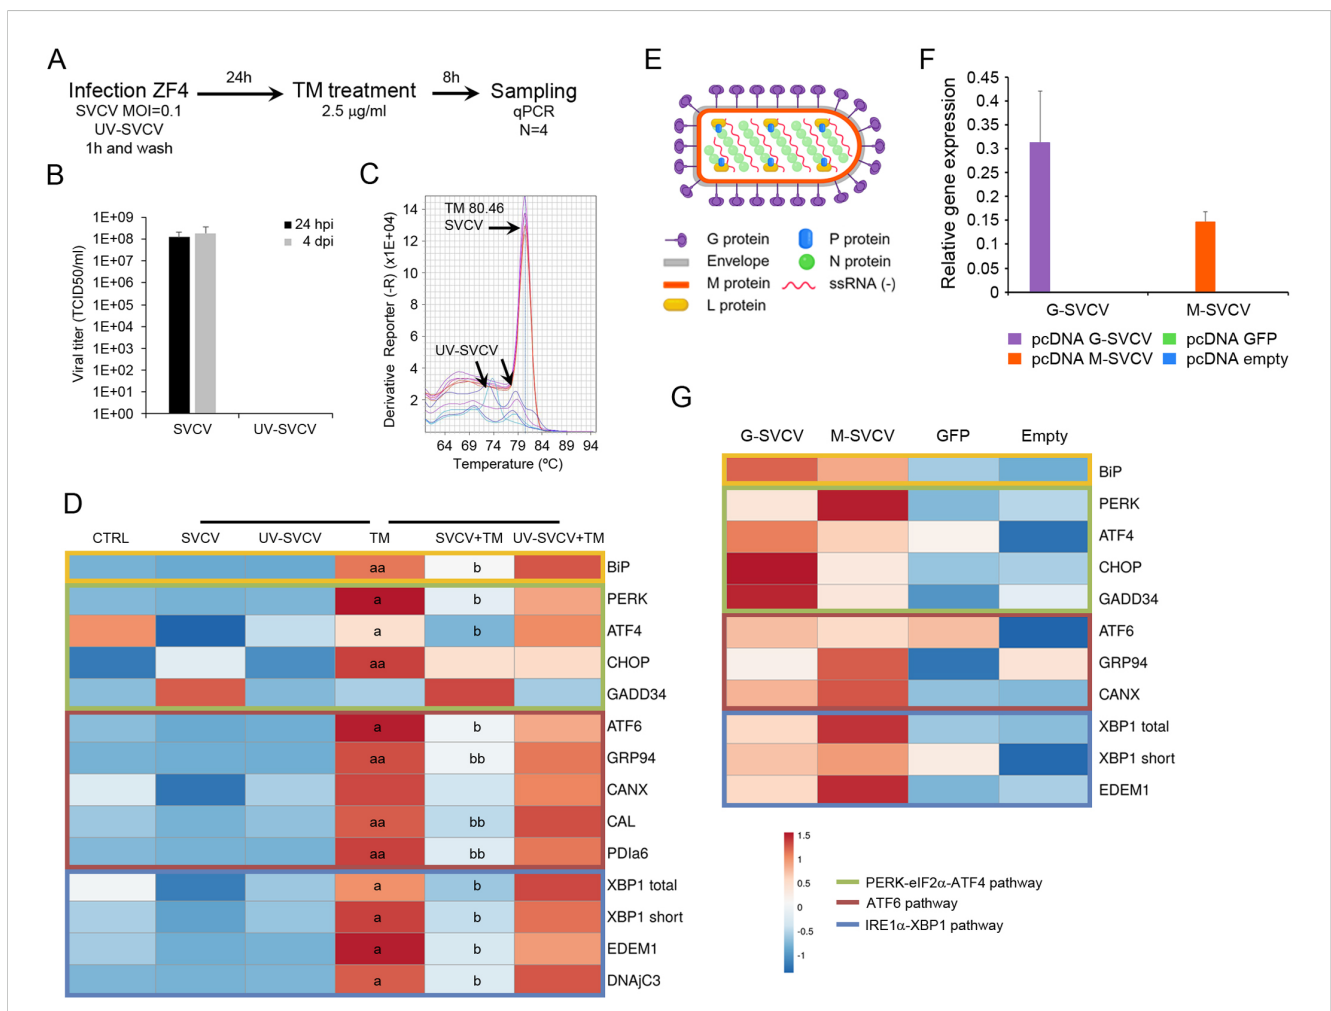 A
Infection ZF4
SVCV MOI=0.1
UV-SVCV
1h and wash
24h
TM treatment
2.5 µg/ml
8h
Sampling
qPCR
N=4
B
Viral titer (TCID50/ml)
1E+09
1E+08
1E+07
1E+06
1E+05
1E+04
1E+03
1E+02
1E+01
1E+00
24 hpi
4 dpi
SVCV
UV-SVCV
C
Derivative Reporter (-R) (x1E+04)
14
12
10
8
6
4
2
TM 80.46
SVCV
UV-SVCV
64 69 74 79 84 89 94
Temperature (ºC)
D
CTRL SVCV UV-SVCV TM SVCV+TM UV-SVCV+TM
aa b BiP
a b PERK
a b ATF4
aa CHOP
GADD34
a b ATF6
aa bb GRP94
CANX
aa bb CAL
aa bb PDIa6
a b XBP1 total
a b XBP1 short
a b EDEM1
a b DNAjC3
E
G protein
Envelope
M protein
L protein
P protein
N protein
ssRNA (-)
F
Relative gene expression
0.45
0.4
0.35
0.3
0.25
0.2
0.15
0.1
0.05
0
G-SVCV M-SVCV
pcDNA G-SVCV
pcDNA M-SVCV
pcDNA GFP
pcDNA empty
G
G-SVCV M-SVCV GFP Empty
BiP
PERK
ATF4
CHOP
GADD34
ATF6
GRP94
CANX
XBP1 total
XBP1 short
EDEM1
1.5
1
0.5
0
-0.5
-1
PERK-eIF2α-ATF4 pathway
ATF6 pathway
IRE1α-XBP1 pathway